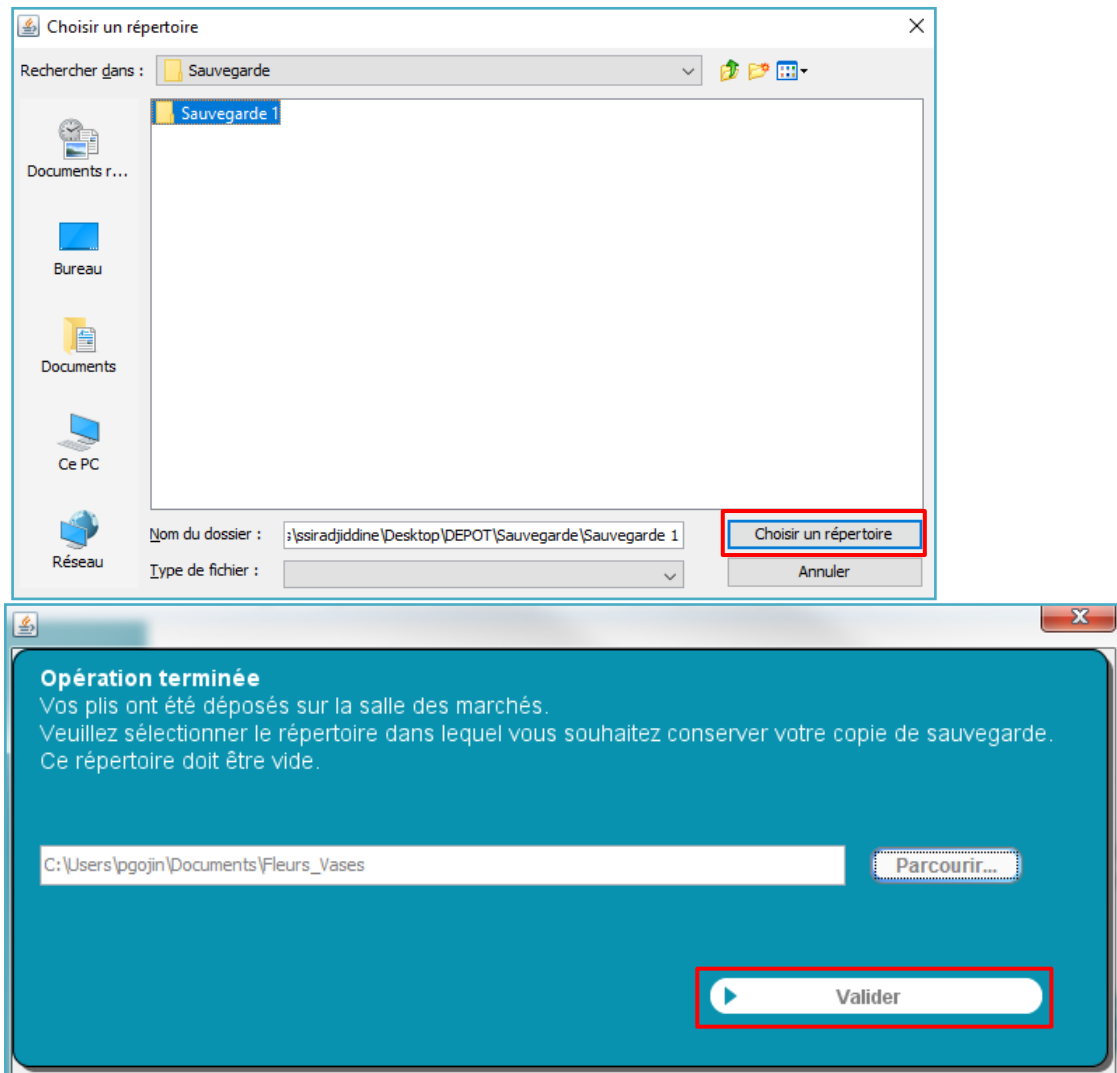 Choisir un répertoire
Rechercher dans :
Sauvegarde
Sauvegarde 1
Documents r...
Bureau
Documents
Ce PC
Réseau
Nom du dossier : :\ssiradjiddine\Desktop\DEPOT\Sauvegarde\Sauvegarde 1 Choisir un répertoire
Type de fichier : Annuler
Opération terminée
Vos plis ont été déposés sur la salle des marchés.
Veuillez sélectionner le répertoire dans lequel vous souhaitez conserver votre copie de sauvegarde.
Ce répertoire doit être vide.
C:\Users\pgojin\Documents\Fleurs_Vases Parcourir...
Valider